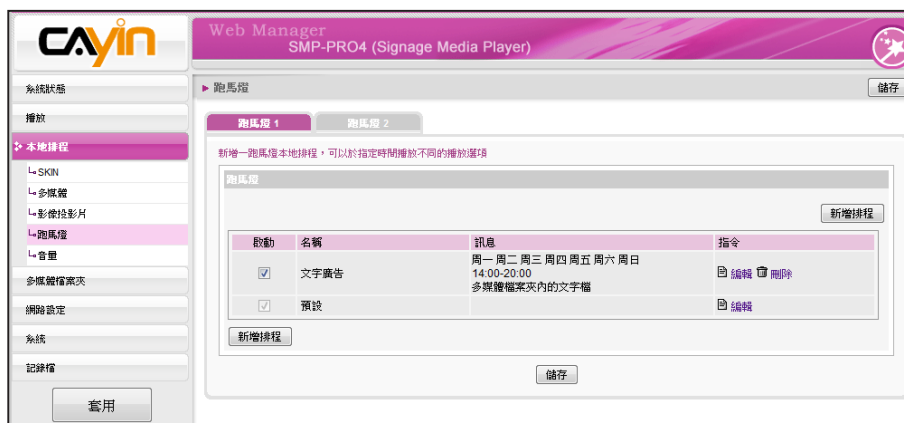 CAYIN
Web Manager
SMP-PRO4 (Signage Media Player)
系統狀態
播放
本地排程
SKIN
多媒體
影像投影片
跑馬燈
音量
多媒體檔案夾
網路設定
系統
記錄檔
套用
跑馬燈
儲存
跑馬燈 1
跑馬燈 2
新增一跑馬燈本地排程，可以於指定時間播放不同的播放選項
跑馬燈
新增排程
啟動 名稱 訊息 指令
文字廣告
周一 周二 周三 周四 周五 周六 周日
14:00-20:00
多媒體檔案夾內的文字檔
編輯 刪除
預設
編輯
新增排程
儲存